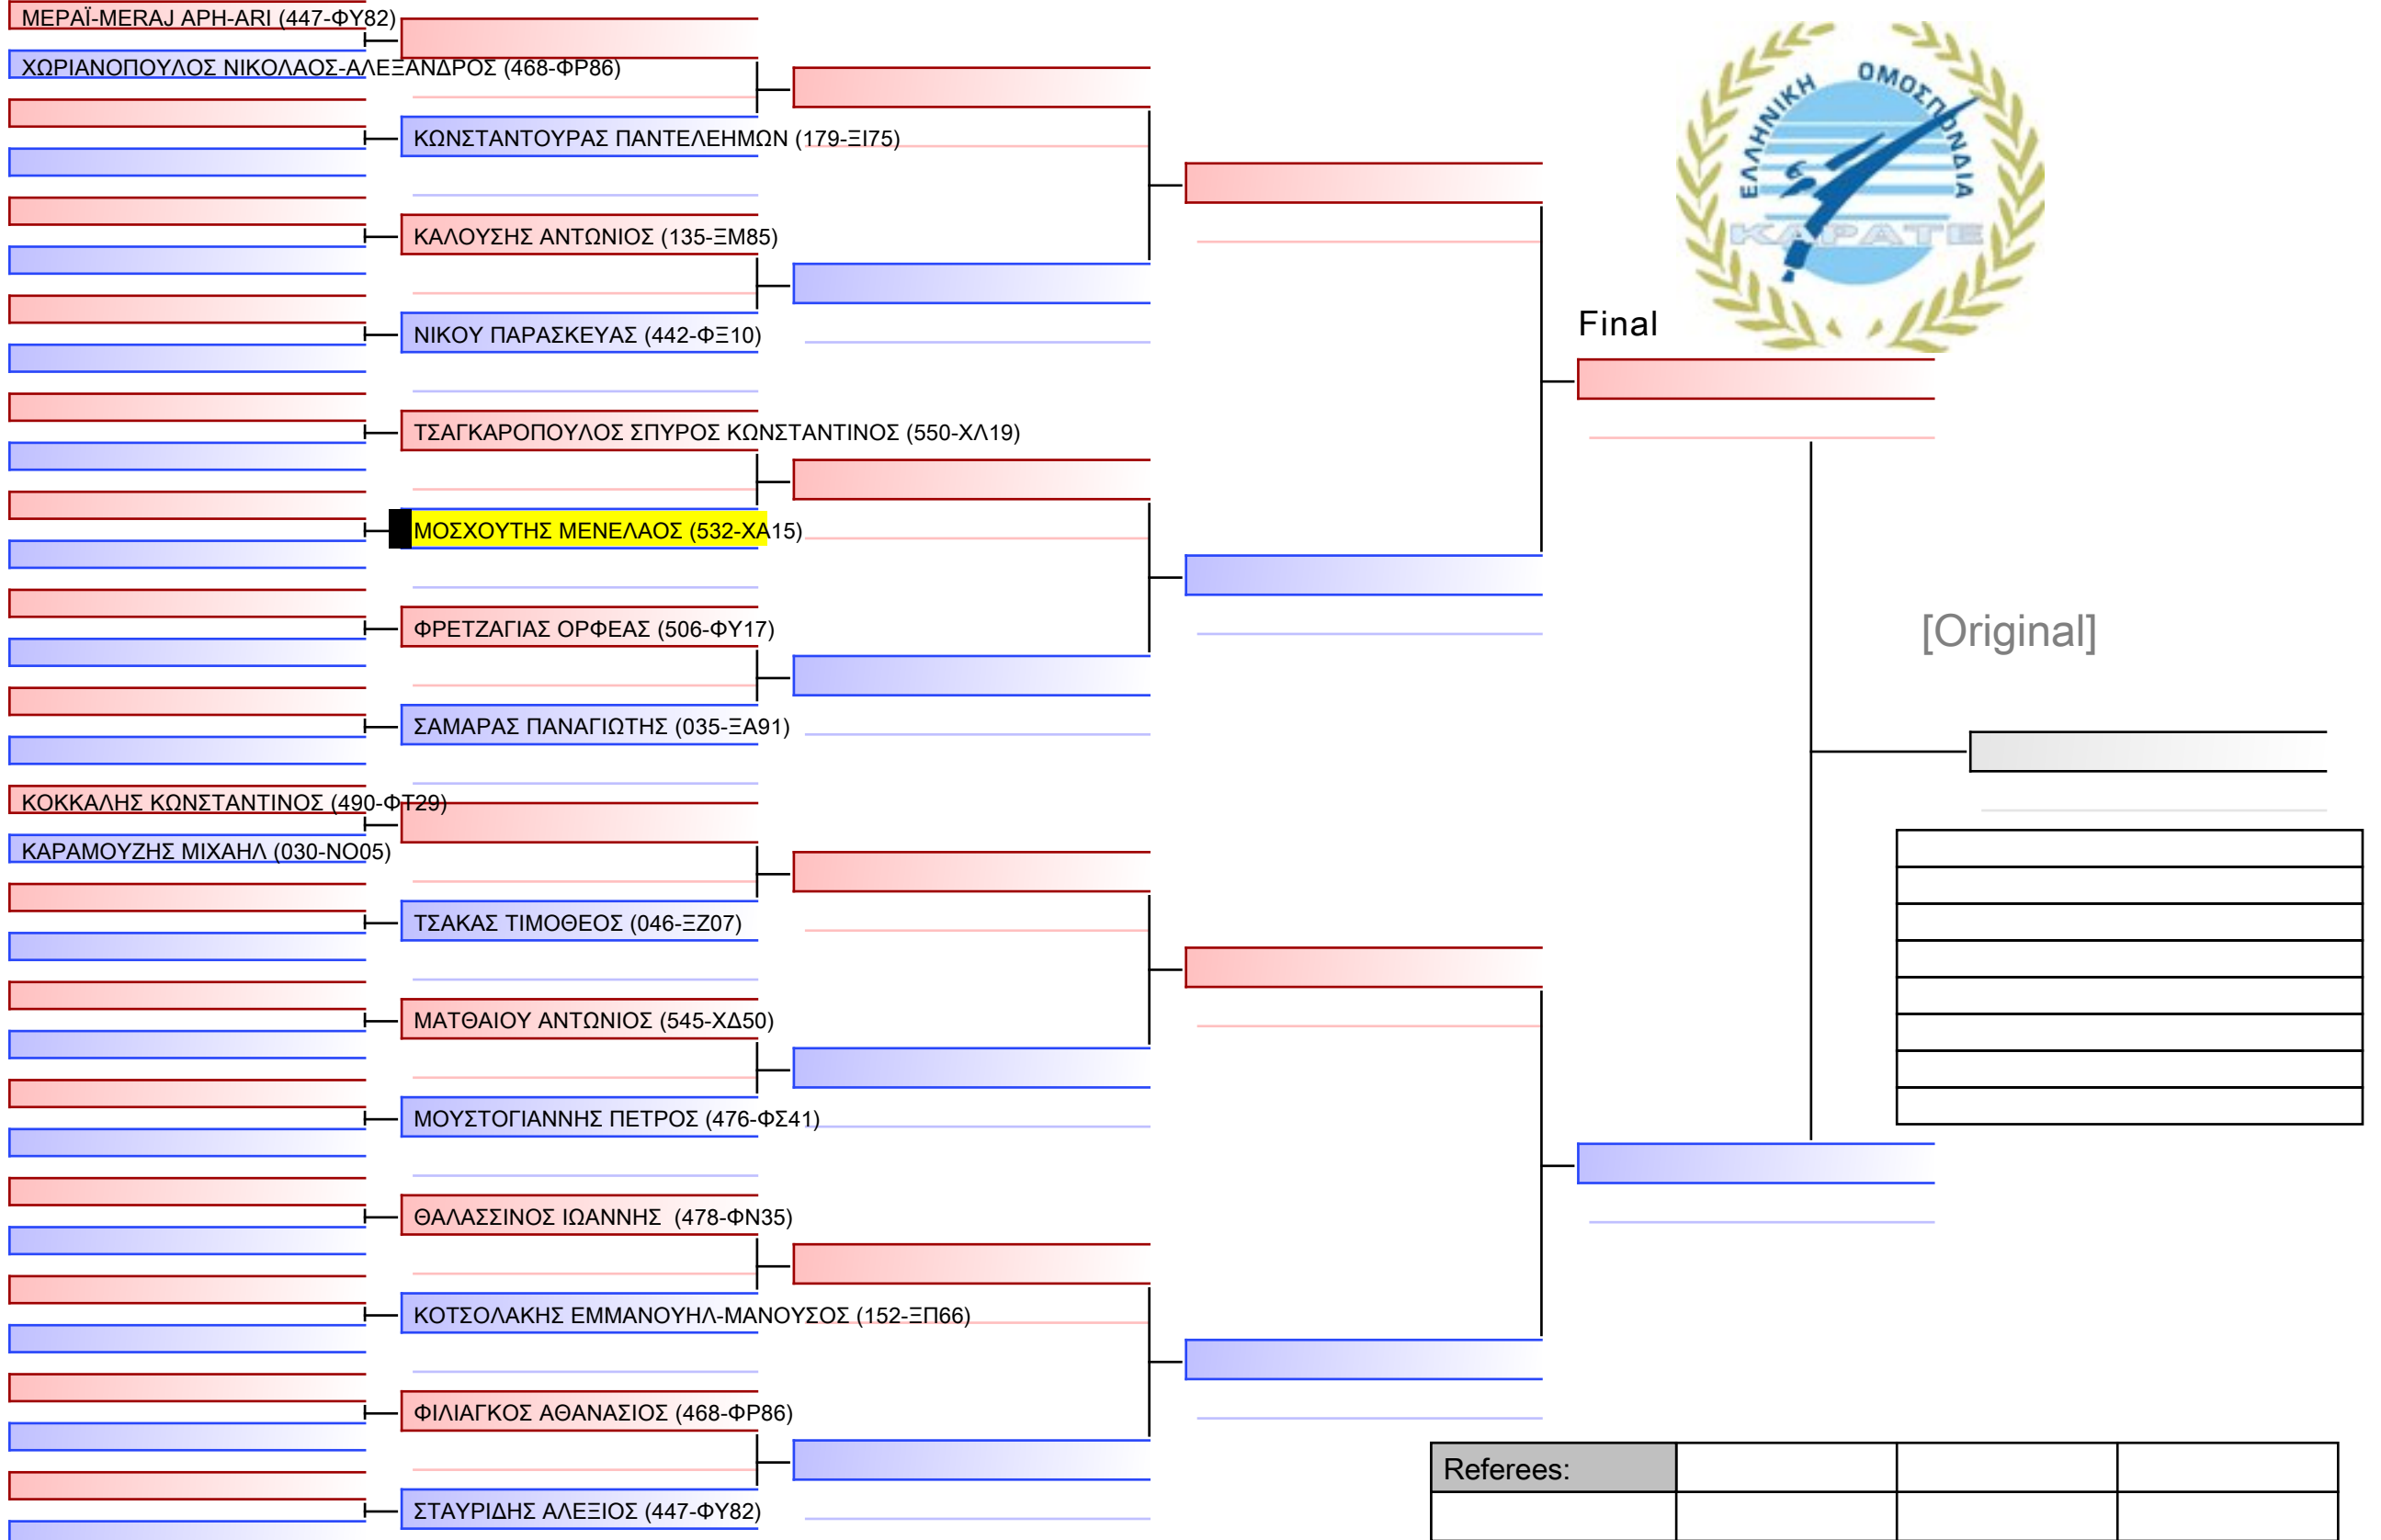 ΜΕΡΑΪ-MERAJ ΑΡΗ-ARI (447-ΦΥ82)
ΧΩΡΙΑΝΟΠΟΥΛΟΣ ΝΙΚΟΛΑΟΣ-ΑΛΕΞΑΝΔΡΟΣ (468-ΦΡ86)
ΚΩΝΣΤΑΝΤΟΥΡΑΣ ΠΑΝΤΕΛΕΗΜΩΝ (179-ΞΙ75)
ΚΑΛΟΥΣΗΣ ΑΝΤΩΝΙΟΣ (135-ΞΜ85)
ΝΙΚΟΥ ΠΑΡΑΣΚΕΥΑΣ (442-ΦΞ10)
ΤΣΑΓΚΑΡΟΠΟΥΛΟΣ ΣΠΥΡΟΣ ΚΩΝΣΤΑΝΤΙΝΟΣ (550-ΧΛ19)
ΜΟΣΧΟΥΤΗΣ ΜΕΝΕΛΑΟΣ (532-ΧΑ15)
ΦΡΕΤΖΑΓΙΑΣ ΟΡΦΕΑΣ (506-ΦΥ17)
ΣΑΜΑΡΑΣ ΠΑΝΑΓΙΩΤΗΣ (035-ΞΑ91)
ΚΟΚΚΑΛΗΣ ΚΩΝΣΤΑΝΤΙΝΟΣ (490-ΦΤ29)
ΚΑΡΑΜΟΥΖΗΣ ΜΙΧΑΗΛ (030-ΝΟ05)
ΤΣΑΚΑΣ ΤΙΜΟΘΕΟΣ (046-ΞΖ07)
ΜΑΤΘΑΙΟΥ ΑΝΤΩΝΙΟΣ (545-ΧΔ50)
ΜΟΥΣΤΟΓΙΑΝΝΗΣ ΠΕΤΡΟΣ (476-ΦΣ41)
ΘΑΛΑΣΣΙΝΟΣ ΙΩΑΝΝΗΣ (478-ΦΝ35)
ΚΟΤΣΟΛΑΚΗΣ ΕΜΜΑΝΟΥΗΛ-ΜΑΝΟΥΣΟΣ (152-ΞΠ66)
ΦΙΛΙΑΓΚΟΣ ΑΘΑΝΑΣΙΟΣ (468-ΦΡ86)
ΣΤΑΥΡΙΔΗΣ ΑΛΕΞΙΟΣ (447-ΦΥ82)
ΕΛΛΗΝΙΚΗ ΟΜΟΣΠΟΝΔΙΑ
ΚΑΡΑΤΕ
Final
[Original]
Referees: